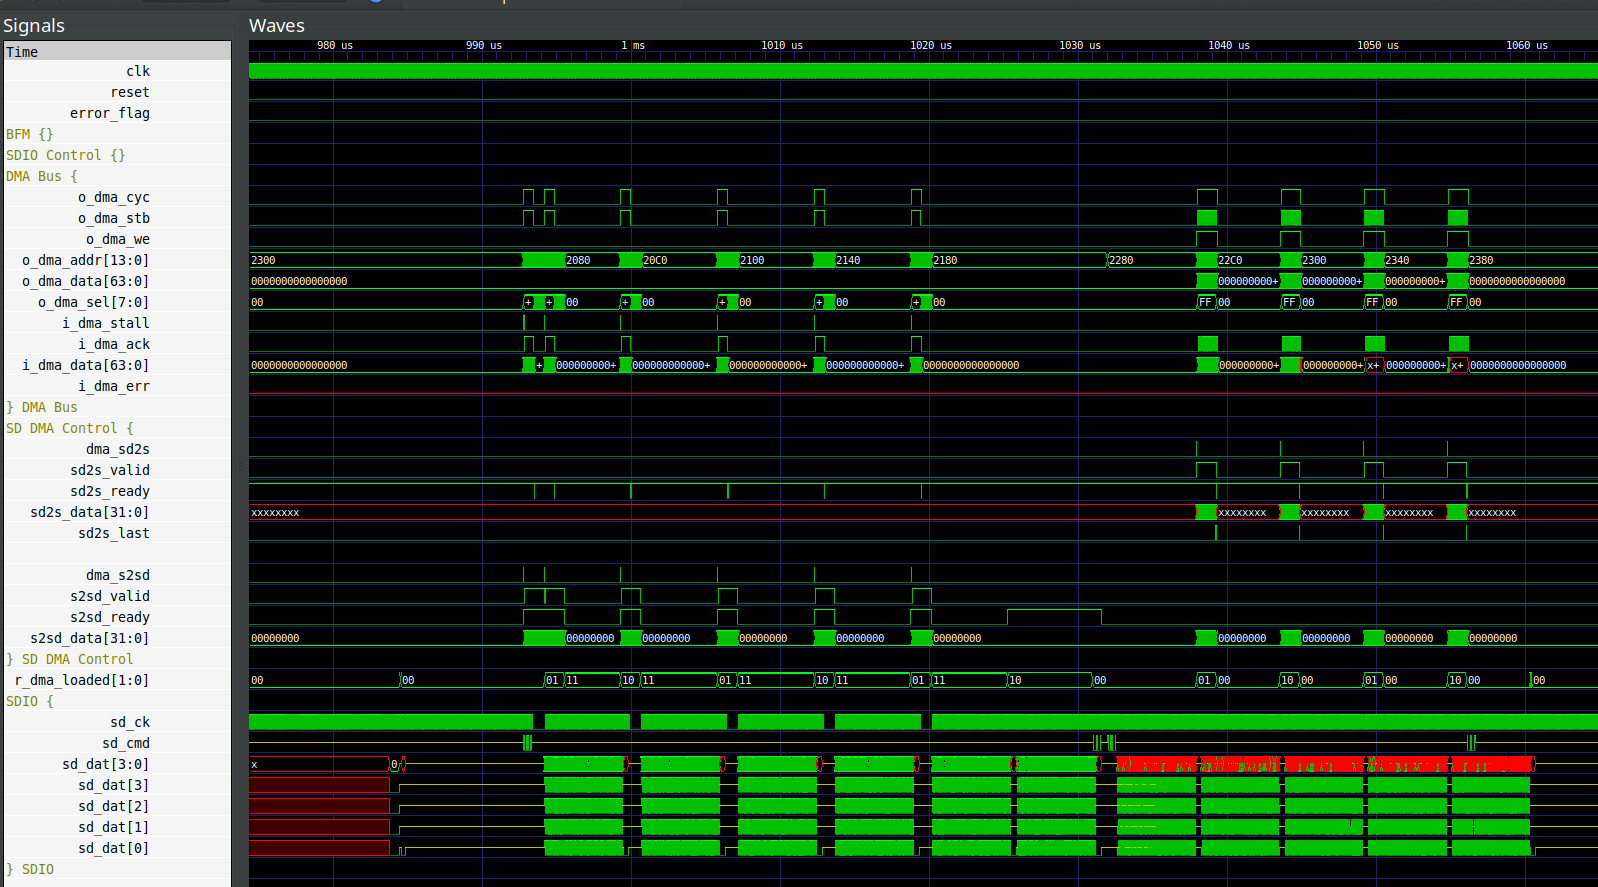 Signals Waves
Time 980 us 990 us 1 ms 1010 us 1020 us 1030 us 1040 us 1050 us 1060 us
clk
reset
error_flag
BFM {}
SDIO Control {}
DMA Bus {
o_dma_cyc
o_dma_stb
o_dma_we
o_dma_addr[13:0] 2300 2080 20C0 2100 2140 2180 2280 22C0 2300 2340 2380
o_dma_data[63:0] 0000000000000000 000000000+ 000000000+ 000000000+ 0000000000000000
o_dma_sel[7:0] 00 + + 00 + 00 + 00 + 00 + 00 FF 00 FF 00 FF 00 FF 00
i_dma_stall
i_dma_ack
i_dma_data[63:0] 0000000000000000 + 000000000+ 000000000000+ 000000000000+ 000000000000+ 0000000000000000 000000000+ 000000000+ x+ 000000000+ x+ 0000000000000000
i_dma_err
} DMA Bus
SD DMA Control {
dma_sd2s
sd2s_valid
sd2s_ready
sd2s_data[31:0] xxxxxxxx xxxxxxxx xxxxxxxx xxxxxxxx xxxxxxxx
sd2s_last
dma_s2sd
s2sd_valid
s2sd_ready
s2sd_data[31:0] 00000000 00000000 00000000 00000000 00000000 00000000 00000000 00000000 00000000 00000000
} SD DMA Control
r_dma_loaded[1:0] 00 00 01 11 10 11 01 11 10 11 01 11 10 00 01 00 10 00 01 00 10 00 00
SDIO {
sd_ck
sd_cmd
sd_dat[3:0] x 0
sd_dat[3]
sd_dat[2]
sd_dat[1]
sd_dat[0]
} SDIO